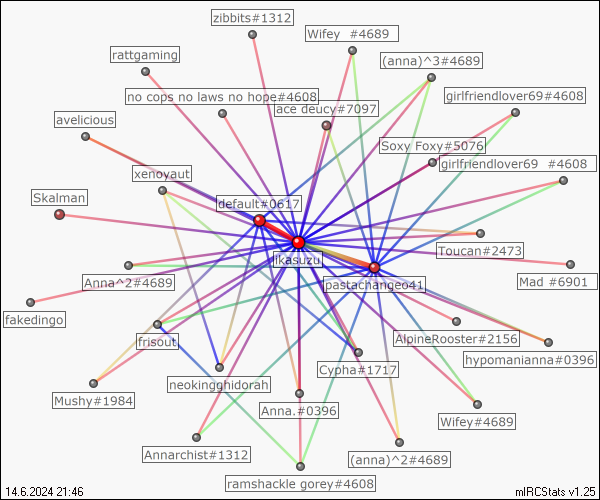 zibbits#1312
Wifey  #4689
rattgaming
(anna)^3#4689
no cops no laws no hope#4608
girlfriendlover69#4608
ace deucy#7097
avelicious
Soxy Foxy#5076
girlfriendlover69  #4608
xenoyaut
Skalman
default#0617
Toucan#2473
ikasuzu
Anna^2#4689
Mad #6901
pastachange041
fakedingo
frisout
AlpineRooster#2156
hypomanianna#0396
Cypha#1717
neokingghidorah
Mushy#1984
Anna.#0396
Wifey#4689
Annarchist#1312
(anna)^2#4689
ramshackle gorey#4608
14.6.2024 21:46
mIRCStats v1.25